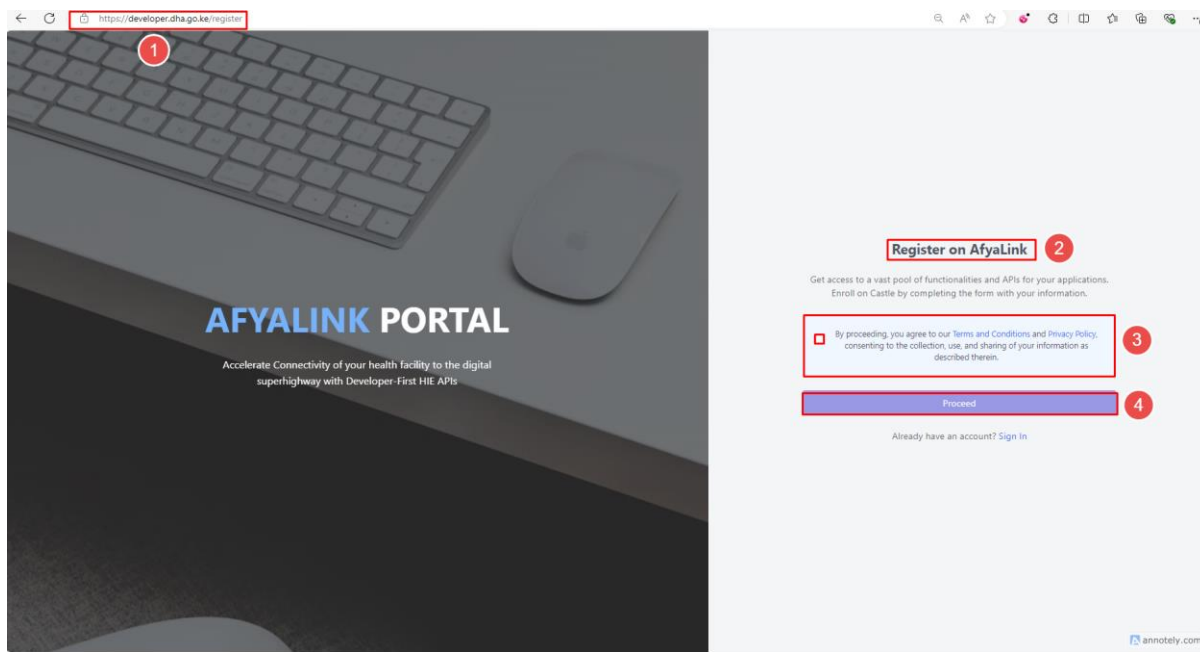 https://developer.dha.go.ke/register
1
AFYALINK PORTAL
Accelerate Connectivity of your health facility to the digital
superhighway with Developer-First HIE APIs
Register on AfyaLink
2
Get access to a vast pool of functionalities and APIs for your applications.
Enroll on Castle by completing the form with your information.
By proceeding, you agree to our Terms and Conditions and Privacy Policy,
consenting to the collection, use, and sharing of your information as
described therein.
3
Proceed
4
Already have an account? Sign In
annotely.com